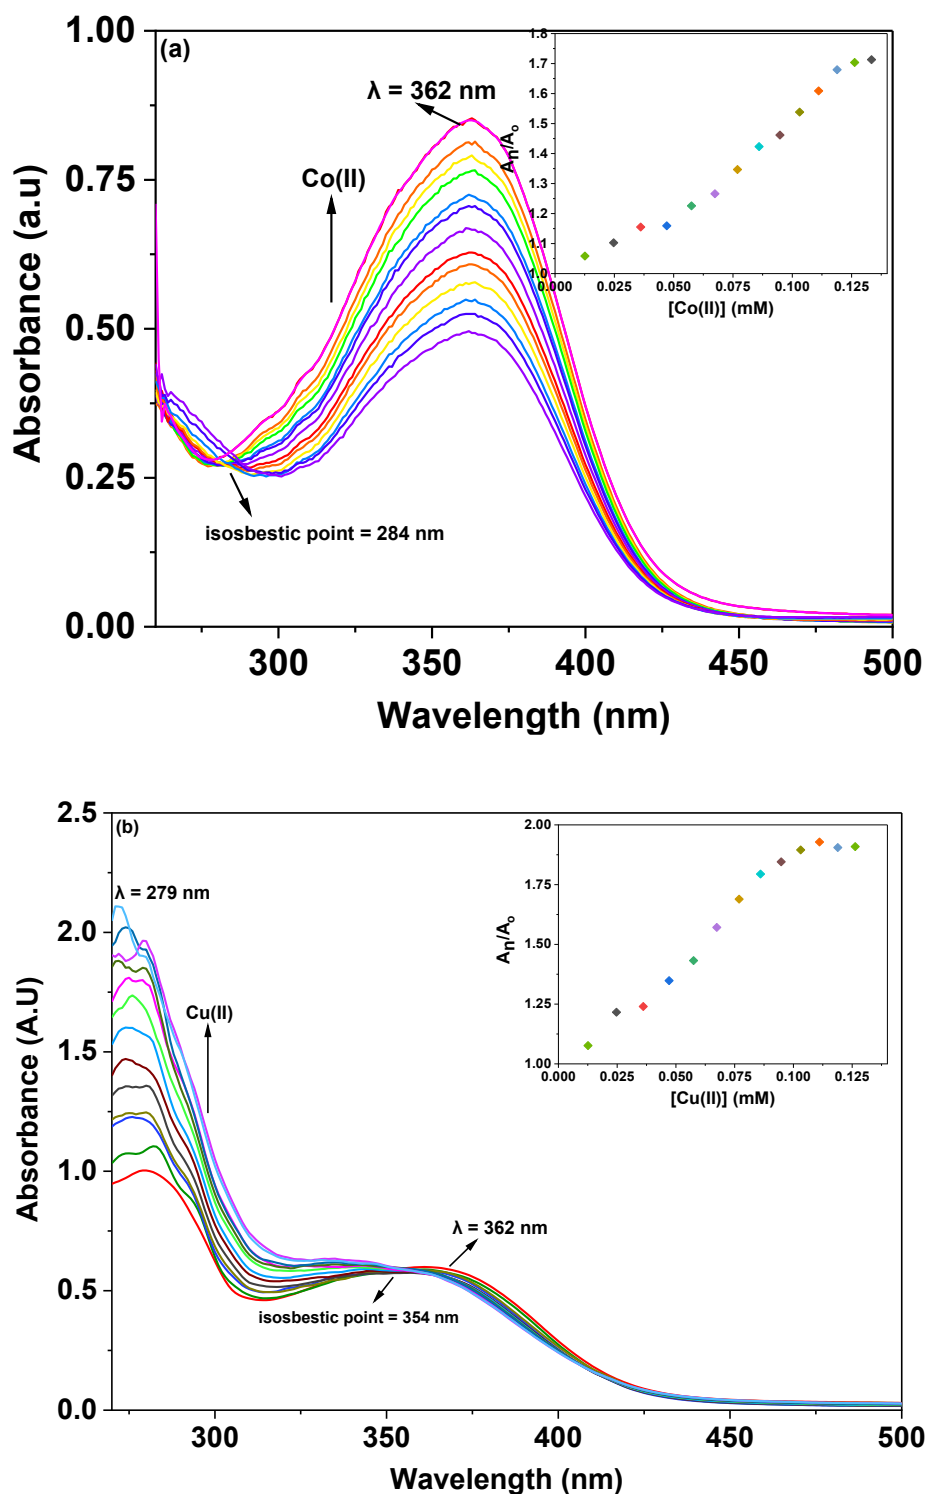 (a)
1.00
0.75
0.50
0.25
0.00
Absorbance (a.u)
λ = 362 nm
Co(II)
isosbestic point = 284 nm
300
350
400
450
500
Wavelength (nm)
1.8
1.7
1.6
1.5
1.4
1.3
1.2
1.1
1.0
An/Ao
0.000
0.025
0.050
0.075
0.100
0.125
[Co(II)] (mM)
(b)
2.5
2.0
1.5
1.0
0.5
0.0
Absorbance (A.U)
λ = 279 nm
Cu(II)
λ = 362 nm
isosbestic point = 354 nm
300
350
400
450
500
Wavelength (nm)
2.00
1.75
1.50
1.25
1.00
An/Ao
0.000
0.025
0.050
0.075
0.100
0.125
[Cu(II)] (mM)